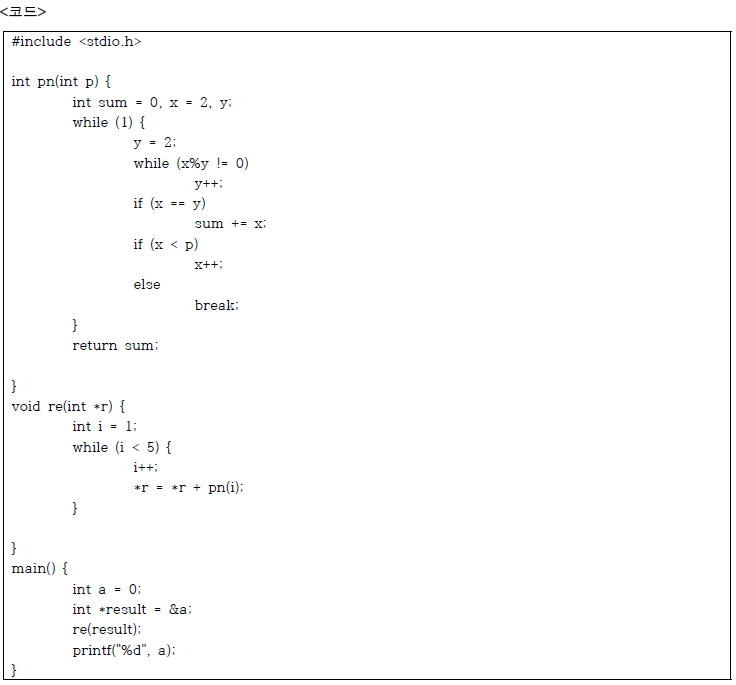 <코드>
#include <stdio.h>
int pn(int p) {
int sum = 0, x = 2, y;
while (1) {
y = 2;
while (x%y != 0)
y++;
if (x == y)
sum += x;
if (x < p)
x++;
else
break;
}
return sum;
}
void re(int *r) {
int i = 1;
while (i < 5) {
i++;
*r = *r + pn(i);
}
}
main() {
int a = 0;
int *result = &a;
re(result);
printf("%d", a);
}